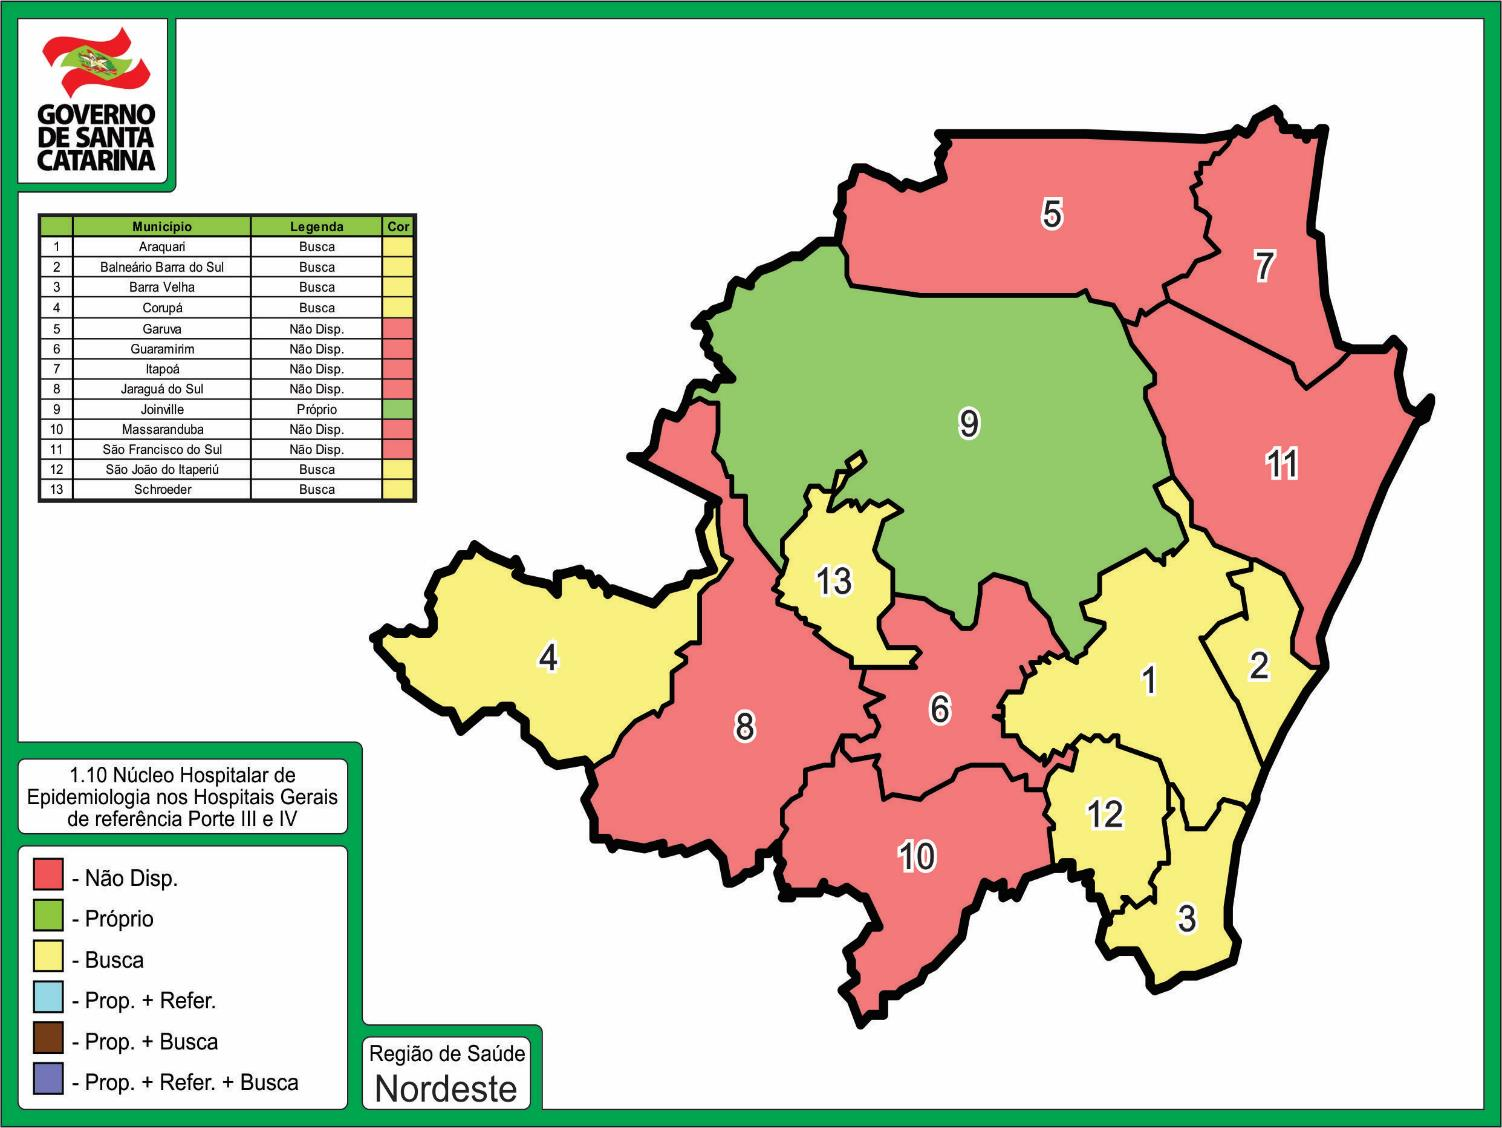 GOVERNO
DE SANTA
CATARINA
Município Legenda Cor
1 Araquari Busca
2 Balneário Barra do Sul Busca
3 Barra Velha Busca
4 Corupá Busca
5 Garuva Não Disp.
6 Guaramirim Não Disp.
7 Itapoá Não Disp.
8 Jaraguá do Sul Não Disp.
9 Joinville Próprio
10 Massaranduba Não Disp.
11 São Francisco do Sul Não Disp.
12 São João do Itaperiú Busca
13 Schroeder Busca
5
7
9
11
13
4
1
2
6
8
12
10
3
1.10 Núcleo Hospitalar de
Epidemiologia nos Hospitais Gerais
de referência Porte III e IV
- Não Disp.
- Próprio
- Busca
- Prop. + Refer.
- Prop. + Busca
- Prop. + Refer. + Busca
Região de Saúde
Nordeste